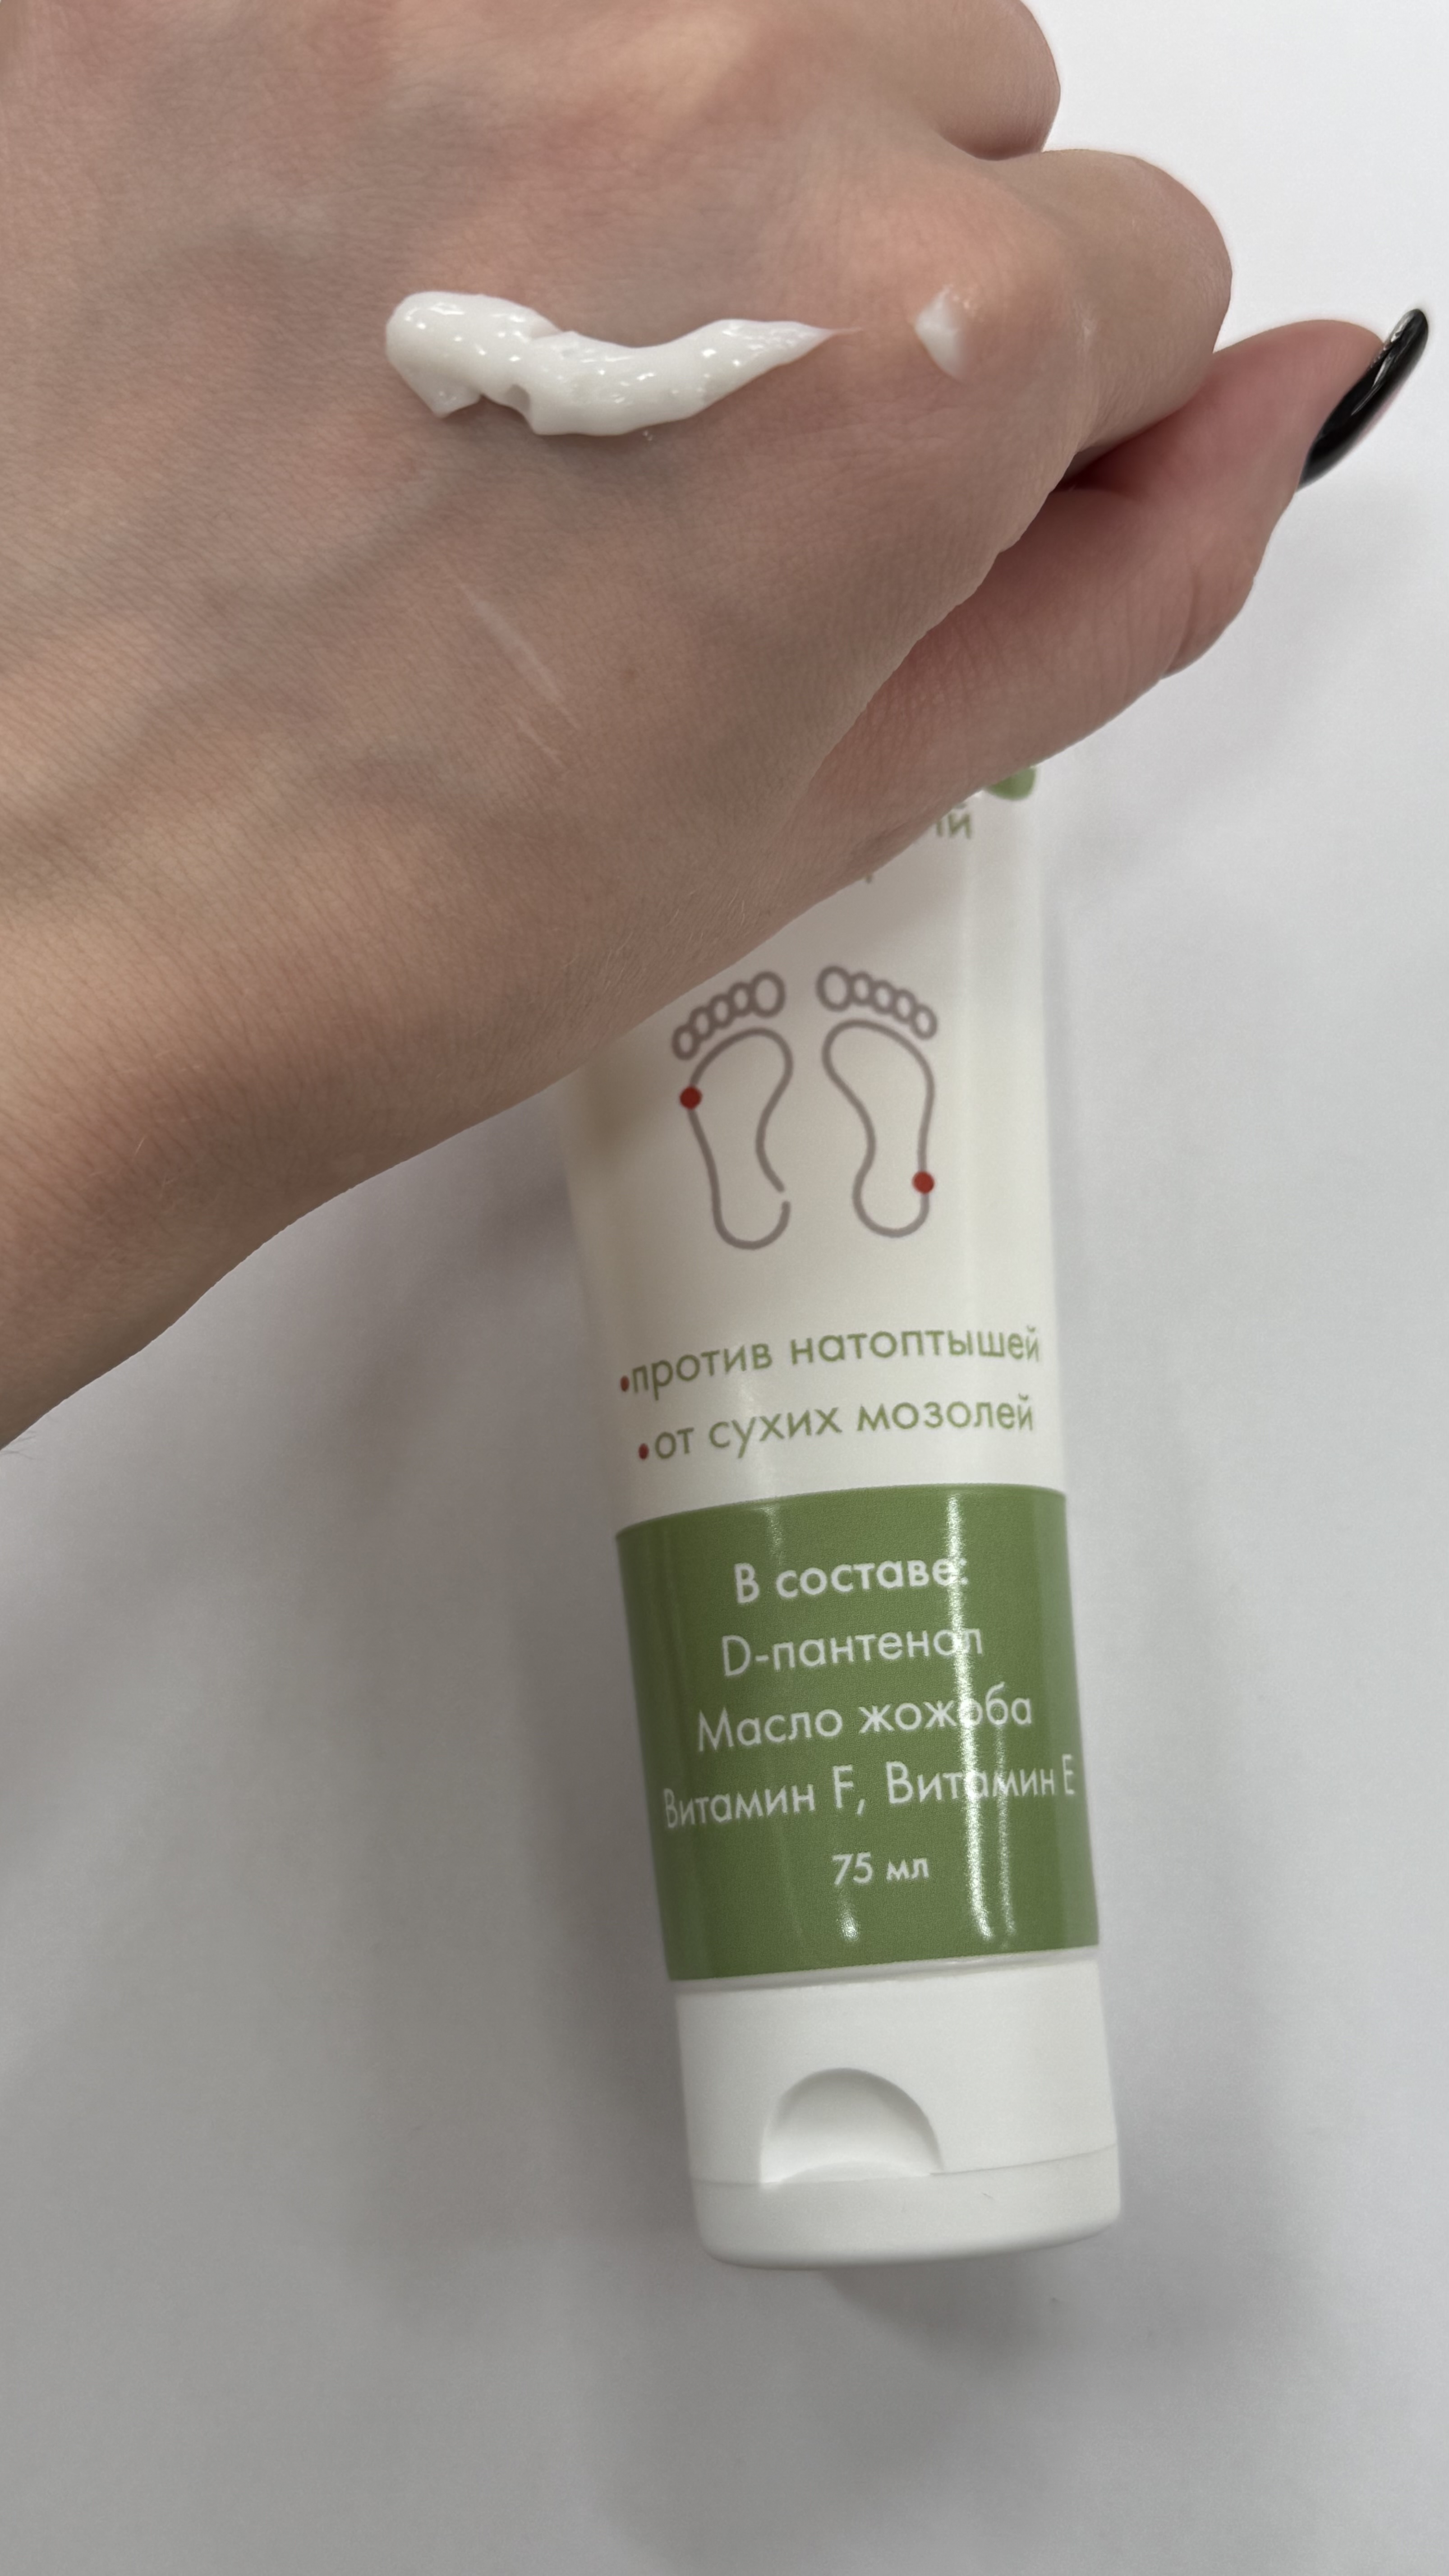 •против натоптышей
•от сухих мозолей
В составе:
D-пантенол
Масло жожоба
Витамин F, Витамин E
75 мл